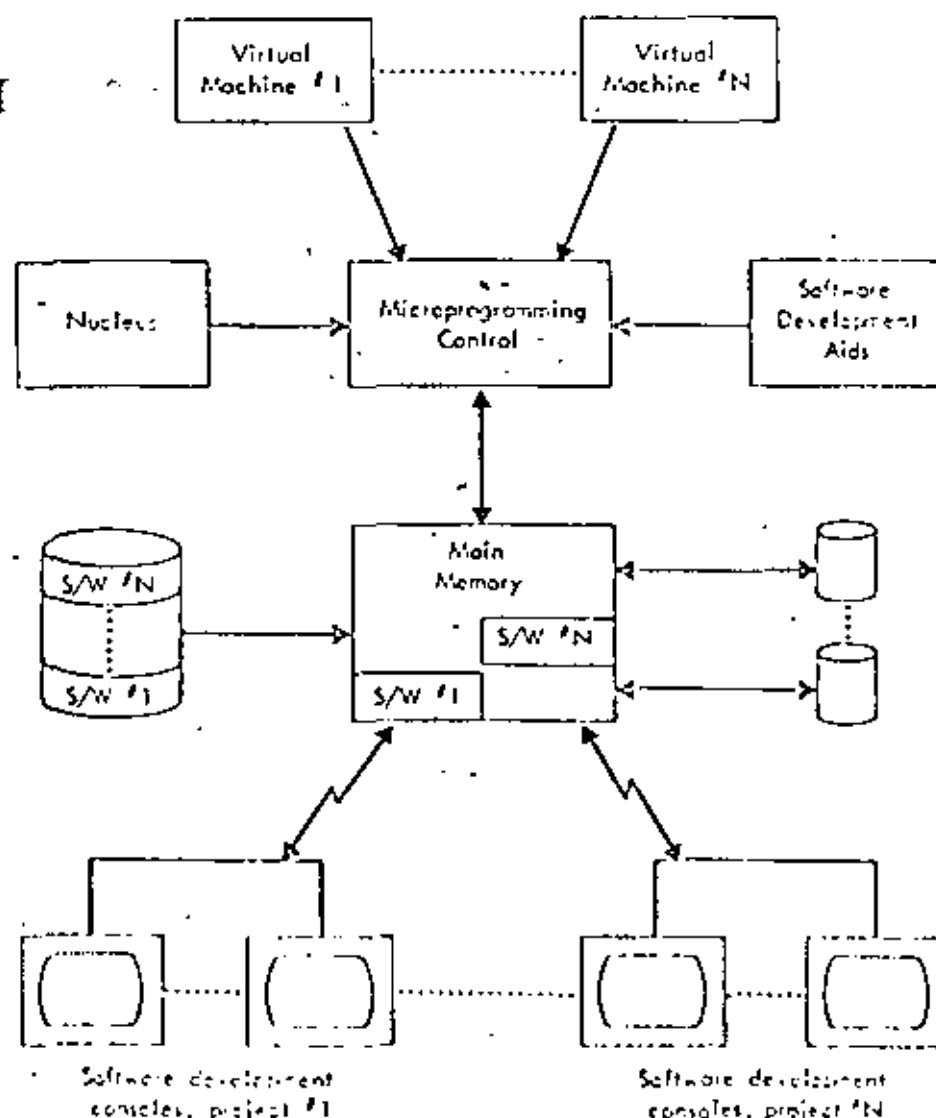 Virtual
Machine #1
Virtual
Machine #N
Nucleus
Microprogramming
Control
Software
Development
Aids
Main
Memory
S/W #N
S/W #N
S/W #1
S/W #1
Software development
consoles, project #1
Software development
consoles, project #N